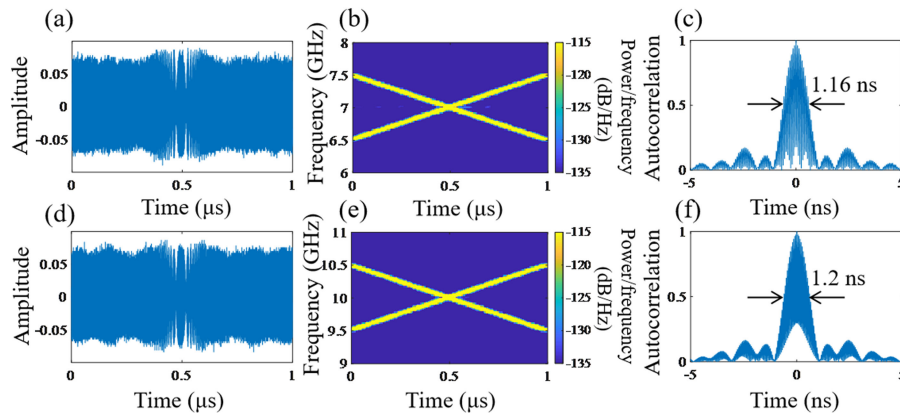 (a)
Amplitude
0.05
0
-0.05
0
0.5
1
Time (μs)
(b)
Frequency (GHz)
8
7.5
7
6.5
6
0
0.5
1
Time (μs)
-115
-120
-125
-130
-135
Power/frequency
(dB/Hz)
(c)
Autocorrelation
1
0.5
0
-5
0
5
1.16 ns
Time (ns)
(d)
Amplitude
0.05
0
-0.05
0
0.5
1
Time (μs)
(e)
Frequency (GHz)
11
10.5
10
9.5
9
0
0.5
1
Time (μs)
-115
-120
-125
-130
-135
Power/frequency
(dB/Hz)
(f)
Autocorrelation
1
0.5
0
-5
0
5
1.2 ns
Time (ns)